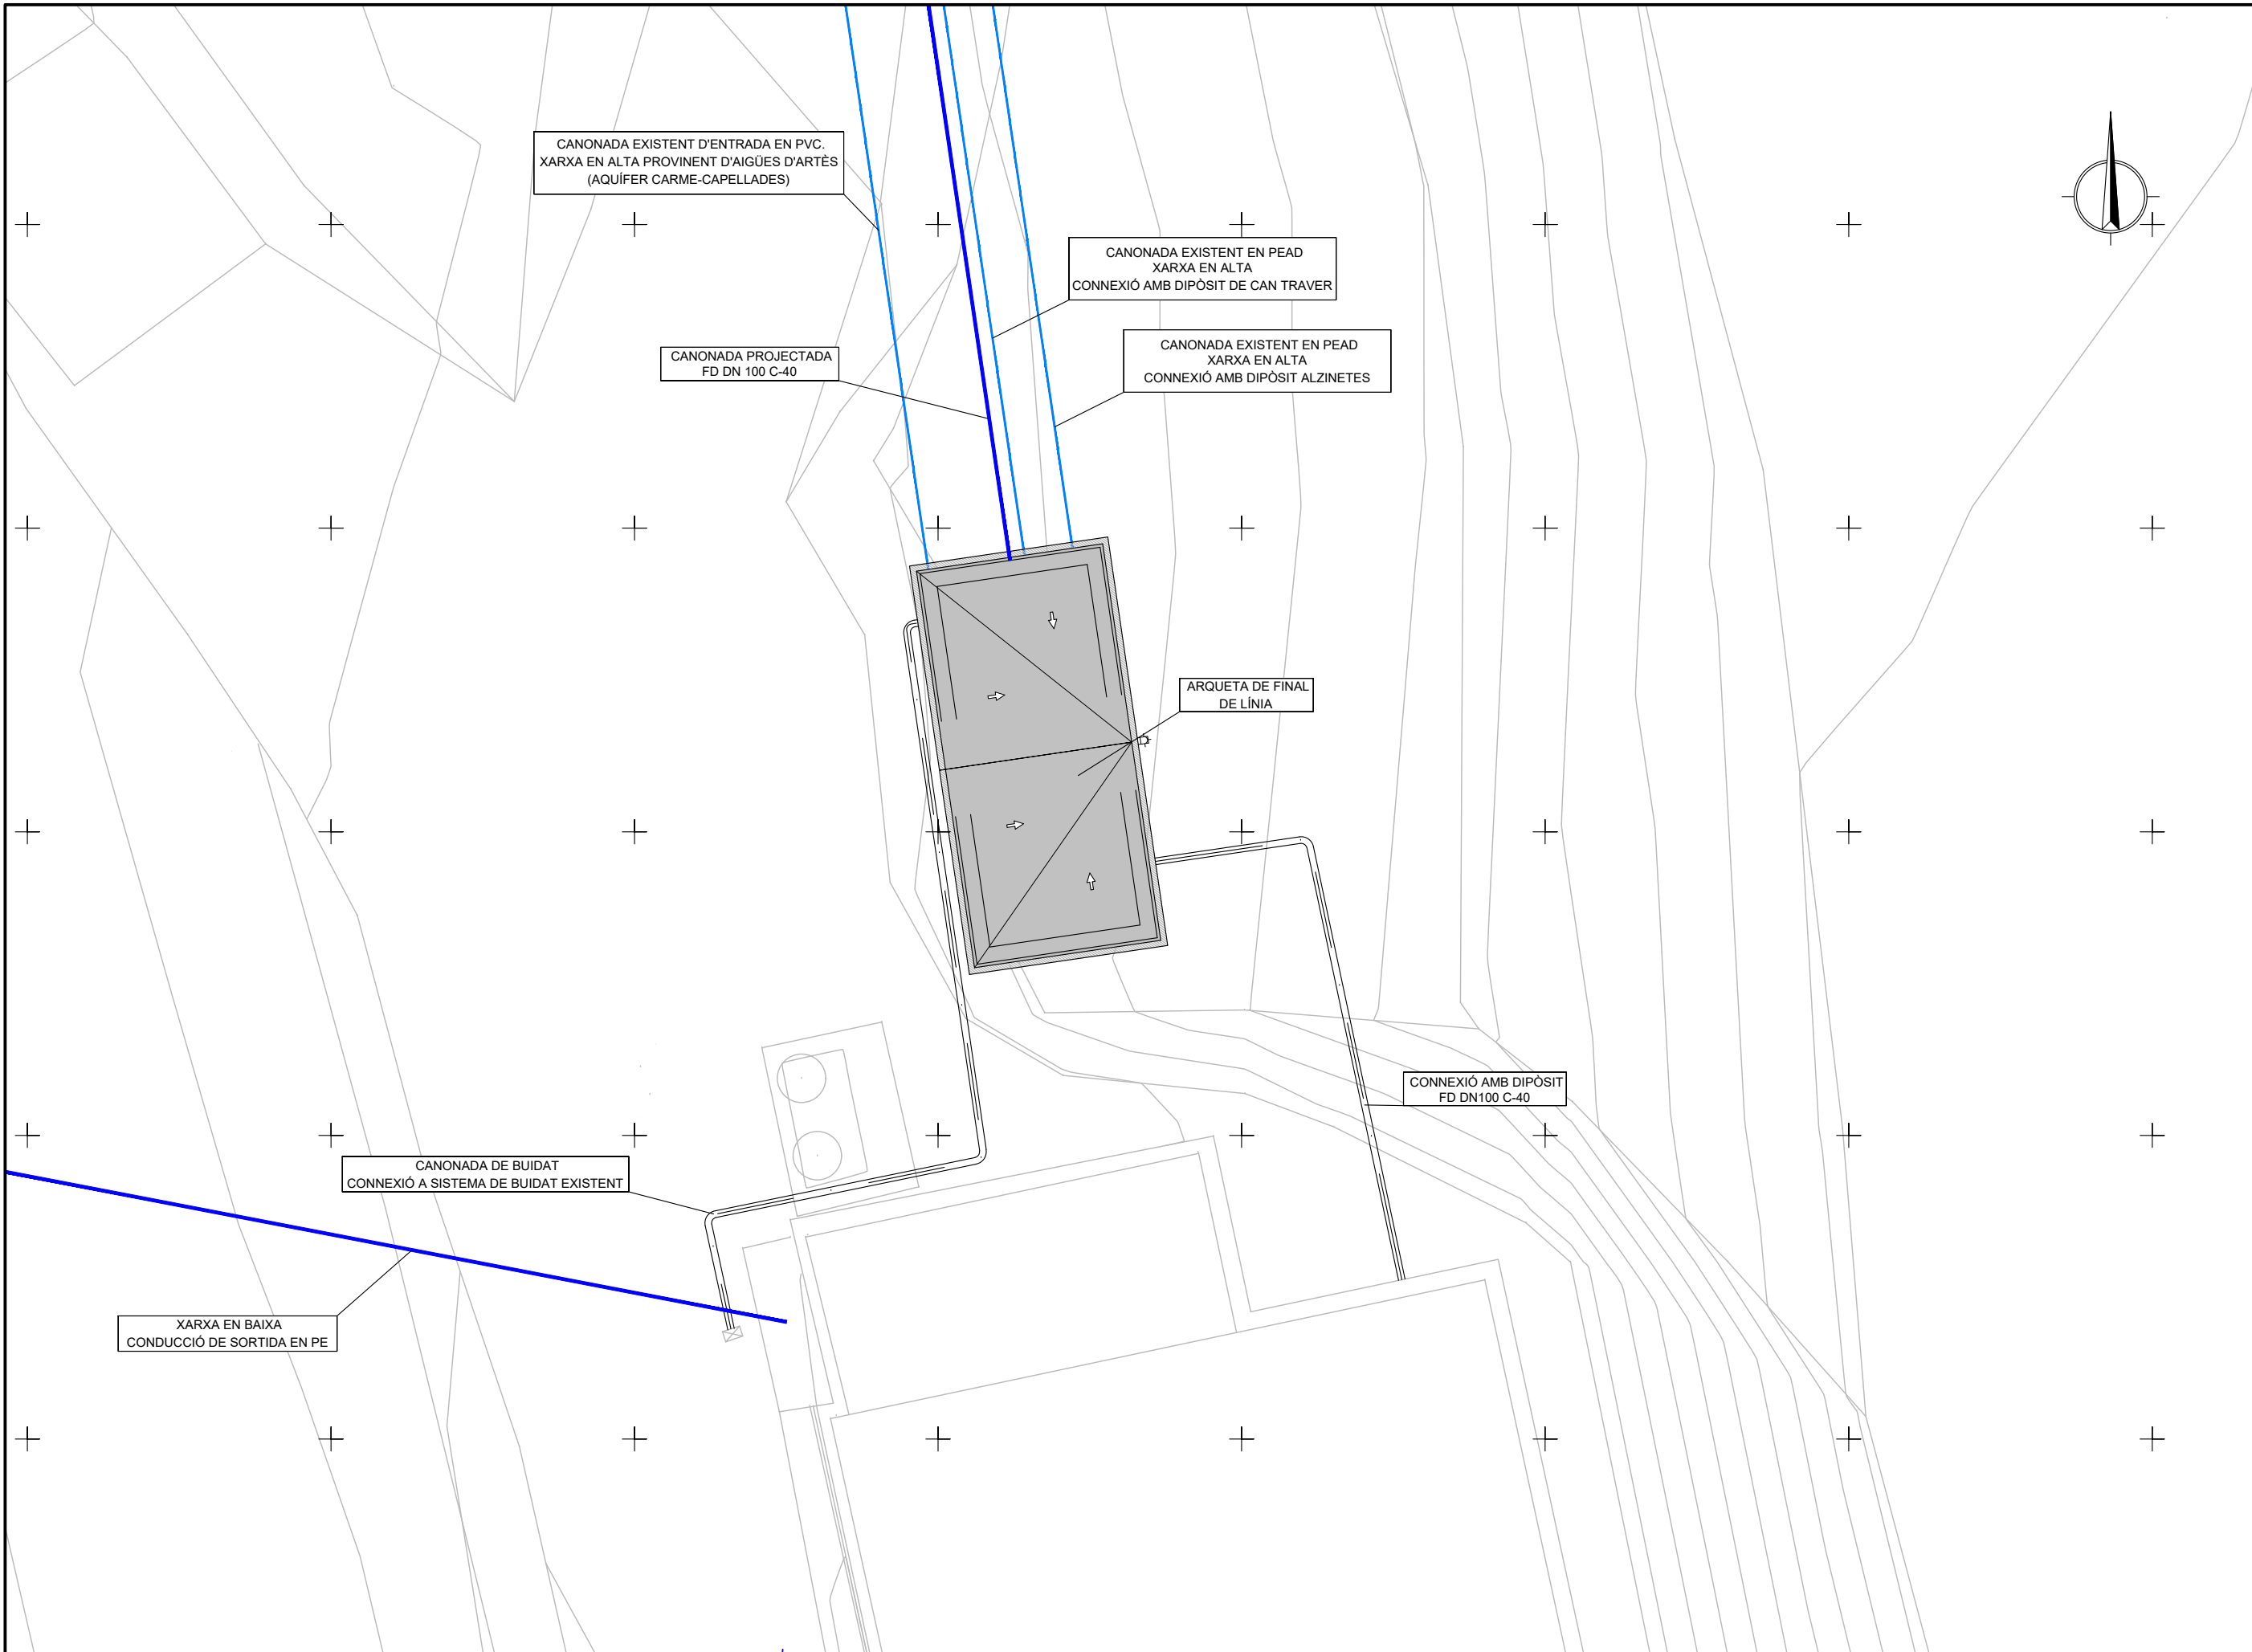 CANONADA EXISTENT D'ENTRADA EN PVC.
XARXA EN ALTA PROVINENT D'AIGÜES D'ARTÈS
(AQUÍFER CARME-CAPELLADES)
CANONADA EXISTENT EN PEAD
XARXA EN ALTA
CONNEXIÓ AMB DIPÒSIT DE CAN TRAVER
CANONADA PROJECTADA
FD DN 100 C-40
CANONADA EXISTENT EN PEAD
XARXA EN ALTA
CONNEXIÓ AMB DIPÒSIT ALZINETES
ARQUETA DE FINAL
DE LÍNIA
CONNEXIÓ AMB DIPÒSIT
FD DN100 C-40
CANONADA DE BUIDAT
CONNEXIÓ A SISTEMA DE BUIDAT EXISTENT
XARXA EN BAIXA
CONDUCCIÓ DE SORTIDA EN PE